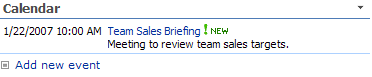 Calendar
1/22/2007 10:00 AM Team Sales Briefing ! NEW
Meeting to review team sales targets.
Add new event